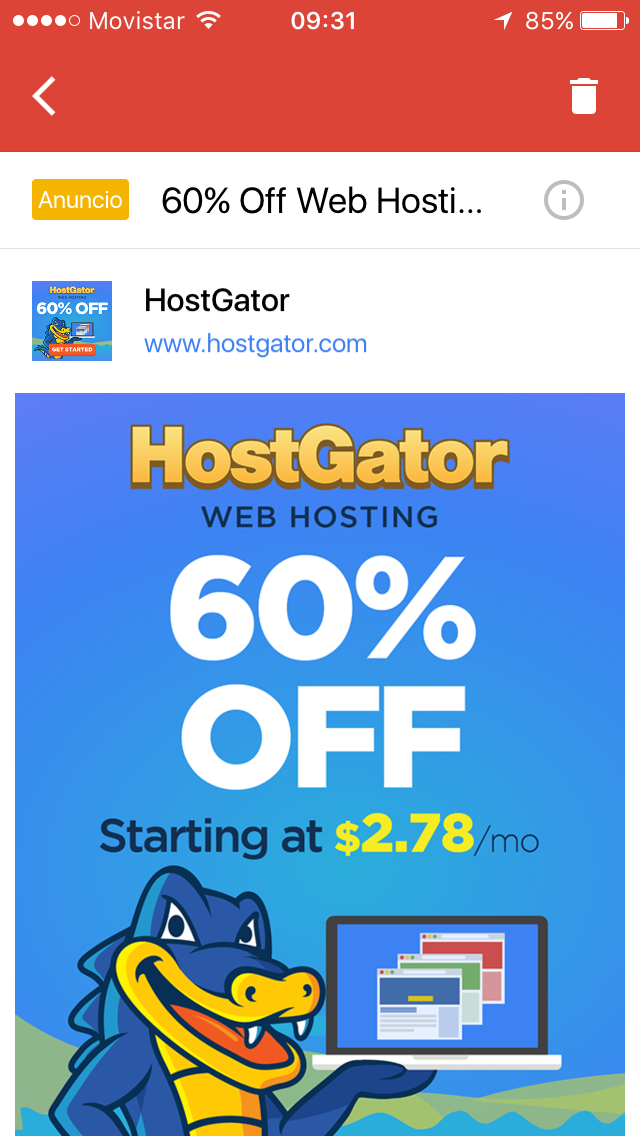 Movistar 09:31 85%
Anuncio 60% Off Web Hosti...
HostGator
WEB HOSTING
60% OFF
GET STARTED
HostGator
www.hostgator.com
HostGator
WEB HOSTING
60%
OFF
Starting at $2.78/mo